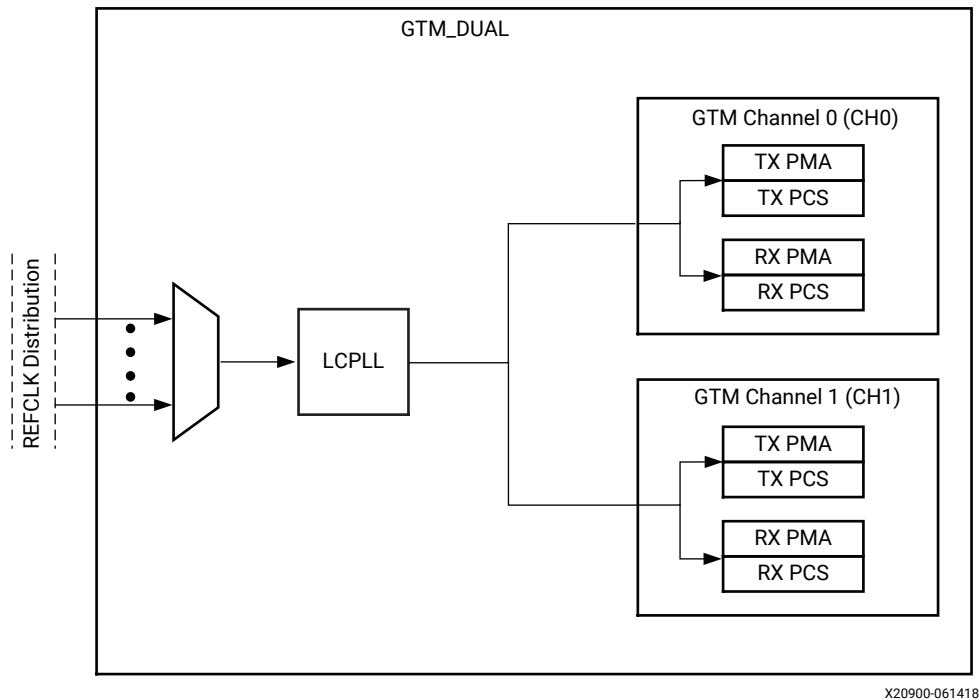 GTM_DUAL
GTM Channel 0 (CH0)
TX PMA
TX PCS
RX PMA
RX PCS
REFCLK Distribution
LCPLL
GTM Channel 1 (CH1)
TX PMA
TX PCS
RX PMA
RX PCS
X20900-061418